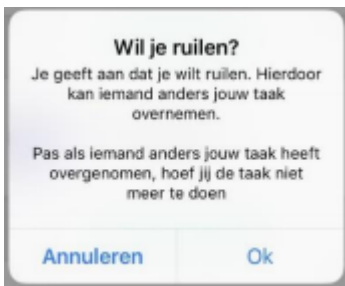 Wil je ruilen?
Je geeft aan dat je wilt ruilen. Hierdoor
kan iemand anders jouw taak
overnemen.
Pas als iemand anders jouw taak heeft
overgenomen, hoef jij de taak niet
meer te doen
Annuleren
Ok